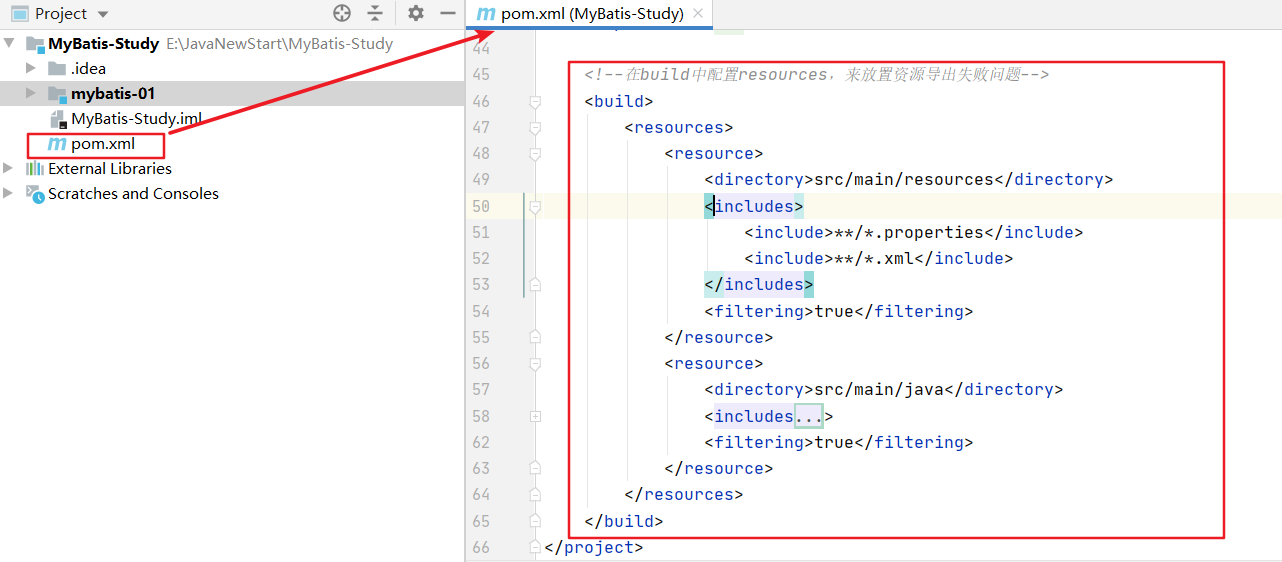 Project
MyBatis-Study E:\JavaNewStart\MyBatis-Study
.idea
mybatis-01
MyBatis-Study.iml
m pom.xml
External Libraries
Scratches and Consoles
m pom.xml (MyBatis-Study)
44
45 <!--在build中配置resources，来放置资源导出失败问题-->
46 <build>
47 <resources>
48 <resource>
49 <directory>src/main/resources</directory>
50 <includes>
51 <include>**/*.properties</include>
52 <include>**/*.xml</include>
53 </includes>
54 <filtering>true</filtering>
55 </resource>
56 <resource>
57 <directory>src/main/java</directory>
58 <includes...>
62 <filtering>true</filtering>
63 </resource>
64 </resources>
65 </build>
66 </project>